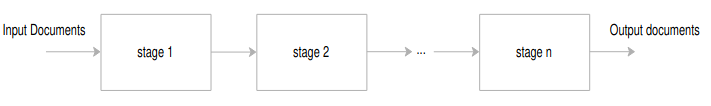 Input Documents
stage 1
stage 2
...
stage n
Output documents